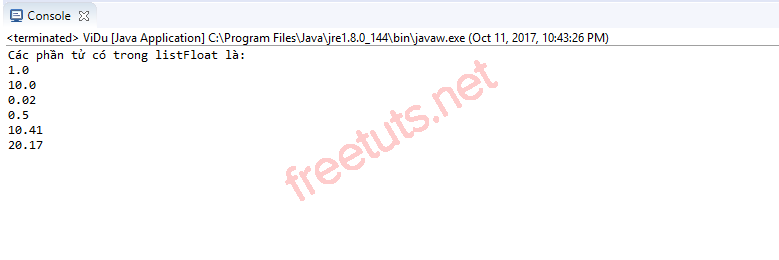 Console
<terminated> ViDu [Java Application] C:\Program Files\Java\jre1.8.0_144\bin\javaw.exe (Oct 11, 2017, 10:43:26 PM)
Các phần tử có trong listFloat là:
1.0
10.0
0.02
0.5
10.41
20.17
freetuts.net